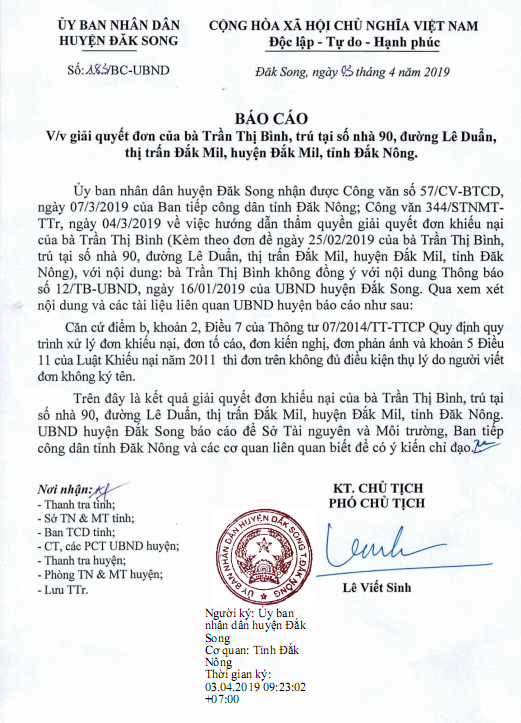 ỦY BAN NHÂN DÂN
HUYỆN ĐĂK SONG
CỘNG HÒA XÃ HỘI CHỦ NGHĨA VIỆT NAM
Độc lập - Tự do - Hạnh phúc
Số: 183/BC-UBND
Đăk Song, ngày 03 tháng 4 năm 2019
BÁO CÁO
V/v giải quyết đơn của bà Trần Thị Bình, trú tại số nhà 90, đường Lê Duẩn,
thị trấn Đắk Mil, huyện Đắk Mil, tỉnh Đắk Nông.
Ủy ban nhân dân huyện Đăk Song nhận được Công văn số 57/CV-BTCD,
ngày 07/3/2019 của Ban tiếp công dân tỉnh Đăk Nông; Công văn 344/STNMT-
TTr, ngày 04/3/2019 về việc hướng dẫn thẩm quyền giải quyết đơn khiếu nại
của bà Trần Thị Bình (Kèm theo đơn đề ngày 25/02/2019 của bà Trần Thị Bình,
trú tại số nhà 90, đường Lê Duẩn, thị trấn Đắk Mil, huyện Đắk Mil, tỉnh Đăk
Nông), với nội dung: bà Trần Thị Bình không đồng ý với nội dung Thông báo
số 12/TB-UBND, ngày 16/01/2019 của UBND huyện Đăk Song. Qua xem xét
nội dung và các tài liệu liên quan UBND huyện báo cáo như sau:
Căn cứ điểm b, khoản 2, Điều 7 của Thông tư 07/2014/TT-TTCP Quy định quy
trình xử lý đơn khiếu nại, đơn tố cáo, đơn kiến nghị, đơn phản ánh và khoản 5 Điều
11 của Luật Khiếu nại năm 2011 thì đơn trên không đủ điều kiện thụ lý do người viết
đơn không ký tên.
Trên đây là kết quả giải quyết đơn khiếu nại của bà Trần Thị Bình, trú tại
số nhà 90, đường Lê Duẩn, thị trấn Đắk Mil, huyện Đắk Mil, tỉnh Đăk Nông.
UBND huyện Đăk Song báo cáo để Sở Tài nguyên và Môi trường, Ban tiếp
công dân tỉnh Đăk Nông và các cơ quan liên quan biết để có ý kiến chỉ đạo.
Nơi nhận:
- Thanh tra tỉnh;
- Sở TN & MT tỉnh;
- Ban TCD tỉnh;
- CT, các PCT UBND huyện;
- Thanh tra huyện;
- Phòng TN & MT huyện;
- Lưu TTr.
KT. CHỦ TỊCH
PHÓ CHỦ TỊCH
ỦY BAN NHÂN DÂN HUYỆN ĐĂK SONG T.ĐĂK NÔNG
Lê Viết Sinh
Người ký: Ủy ban
nhân dân huyện Đắk
Song
Cơ quan: Tỉnh Đắk
Nông
Thời gian ký:
03.04.2019 09:23:02
+07:00